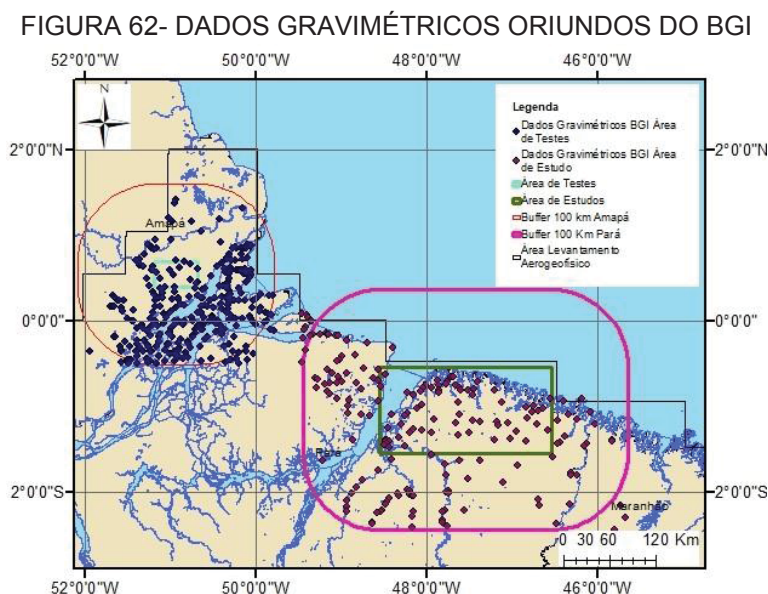 FIGURA 62- DADOS GRAVIMÉTRICOS ORIUNDOS DO BGI
52°0'0"W 50°0'0"W 48°0'0"W 46°0'0"W
N
Legenda
Dados Gravimétricos BGI Área
de Testes
Dados Gravimétricos BGI Área
de Estudo
Área de Testes
Área de Estudos
Buffer 100 km Amapá
Buffer 100 Km Pará
Área Levantamento
Aerogeofísico
2°0'0"N 2°0'0"N
Amapá
0°0'0" 0°0'0"
Pará
2°0'0"S 2°0'0"S
Maranhão
0 30 60 120 Km
52°0'0"W 50°0'0"W 48°0'0"W 46°0'0"W